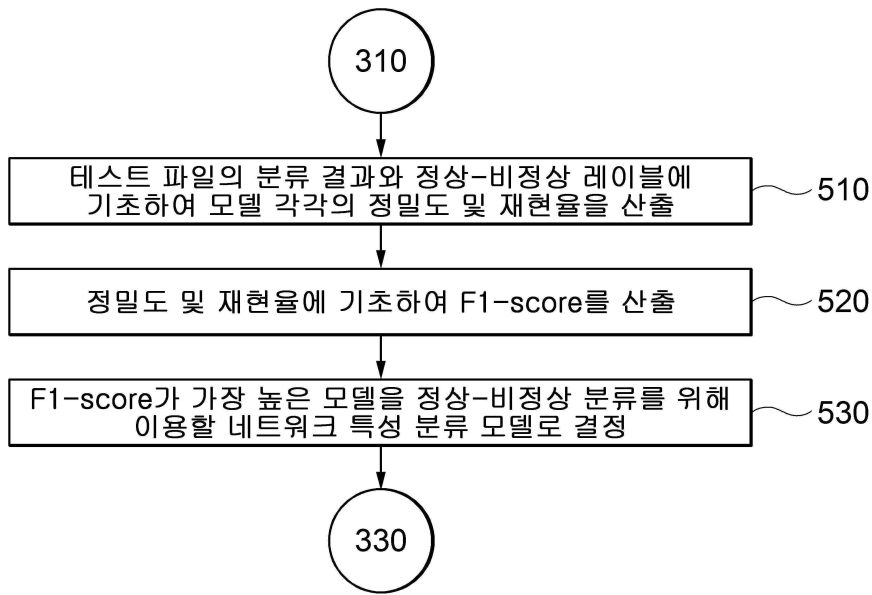 310
테스트 파일의 분류 결과와 정상-비정상 레이블에
기초하여 모델 각각의 정밀도 및 재현율을 산출
510
정밀도 및 재현율에 기초하여 F1-score를 산출
520
F1-score가 가장 높은 모델을 정상-비정상 분류를 위해
이용할 네트워크 특성 분류 모델로 결정
530
330